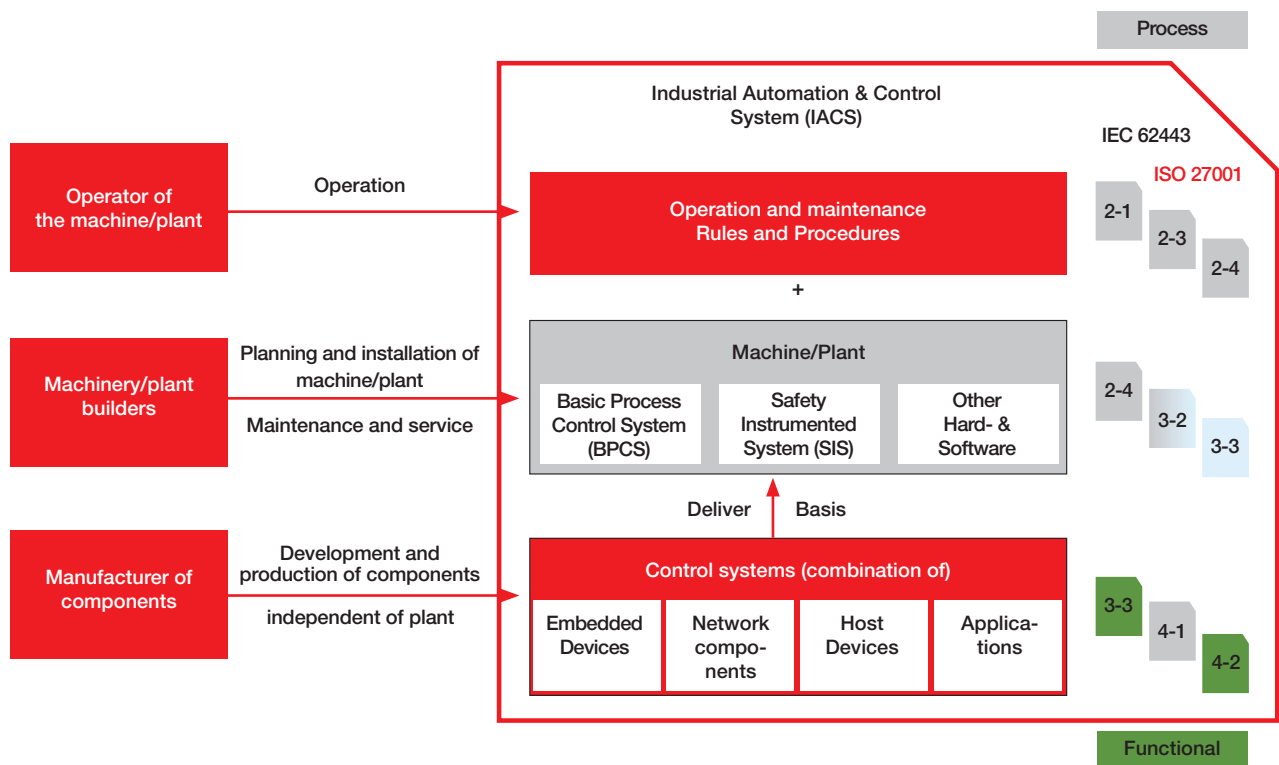 Process
Industrial Automation & Control
System (IACS)
IEC 62443
ISO 27001
Operator of
the machine/plant
Operation
Operation and maintenance
Rules and Procedures
2-1
2-3
2-4
+
Machinery/plant
builders
Planning and installation of
machine/plant
Maintenance and service
Machine/Plant
Basic Process
Control System
(BPCS)
Safety
Instrumented
System (SIS)
Other
Hard- &
Software
2-4
3-2
3-3
Deliver
Basis
Manufacturer of
components
Development and
production of components
independent of plant
Control systems (combination of)
Embedded
Devices
Network
compo-
nents
Host
Devices
Applica-
tions
3-3
4-1
4-2
Functional